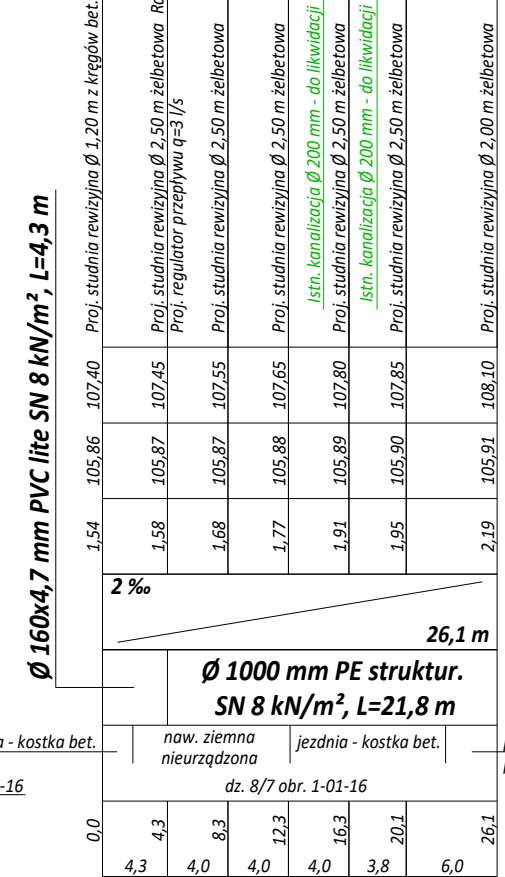 Ø 160x4,7 mm PVC lite SN 8 kN/m², L=4,3 m
Proj. studnia rewizyjna Ø 1,20 m z kręgów bet.
Proj. studnia rewizyjna Ø 2,50 m żelbetowa
Proj. regulator przepływu q=3 l/s
Proj. studnia rewizyjna Ø 2,50 m żelbetowa
Proj. studnia rewizyjna Ø 2,50 m żelbetowa
Istn. kanalizacja Ø 200 mm - do likwidacji
Proj. studnia rewizyjna Ø 2,50 m żelbetowa
Istn. kanalizacja Ø 200 mm - do likwidacji
Proj. studnia rewizyjna Ø 2,50 m żelbetowa
Proj. studnia rewizyjna Ø 2,00 m żelbetowa
107,40 107,45 107,55 107,65 107,80 107,85 108,10
105,86 105,87 105,87 105,88 105,89 105,90 105,91
1,54 1,58 1,68 1,77 1,91 1,95 2,19
2 ‰
26,1 m
Ø 1000 mm PE struktur.
SN 8 kN/m², L=21,8 m
- kostka bet.
naw. ziemna
nieurządzona
jezdnia - kostka bet.
-16
dz. 8/7 obr. 1-01-16
0,0 4,3 8,3 12,3 16,3 20,1 26,1
4,3 4,0 4,0 4,0 3,8 6,0